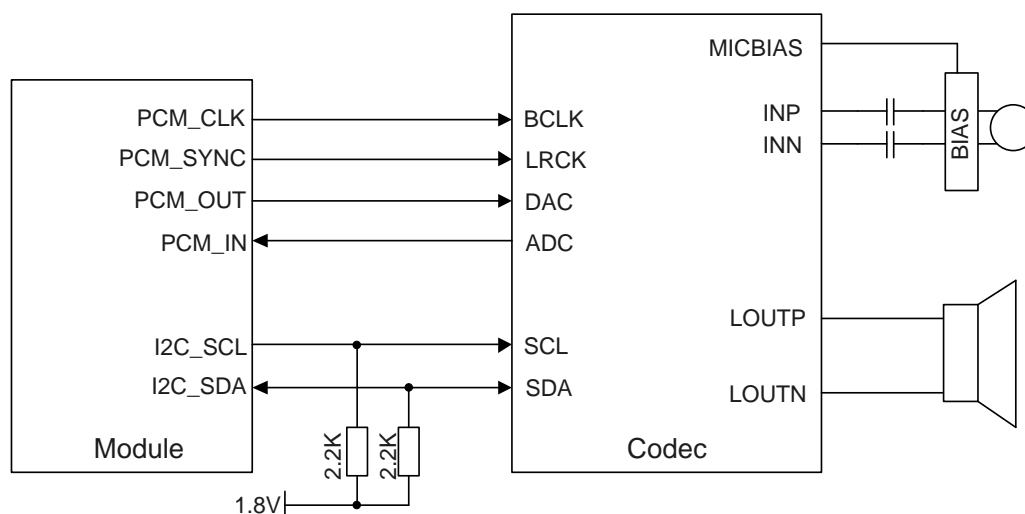 MICBIAS
PCM_CLK
BCLK
INP
PCM_SYNC
LRCK
INN
BIAS
PCM_OUT
DAC
PCM_IN
ADC
LOUTP
I2C_SCL
SCL
I2C_SDA
SDA
LOUTN
Module
2.2K
2.2K
Codec
1.8V